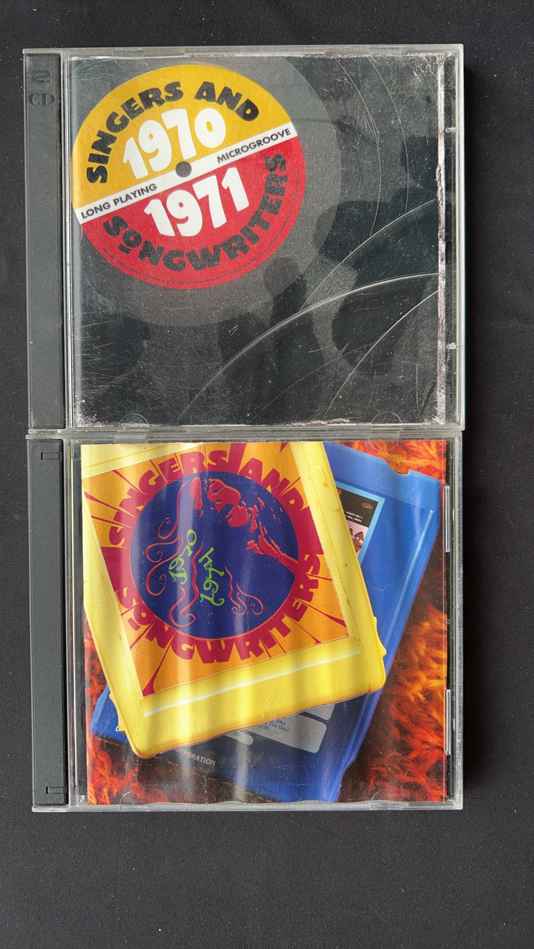 CD
SINGERS AND
1970
LONG PLAYING MICROGROOVE
1971
SONGWRITERS
SINGERS AND
SONGWRITERS